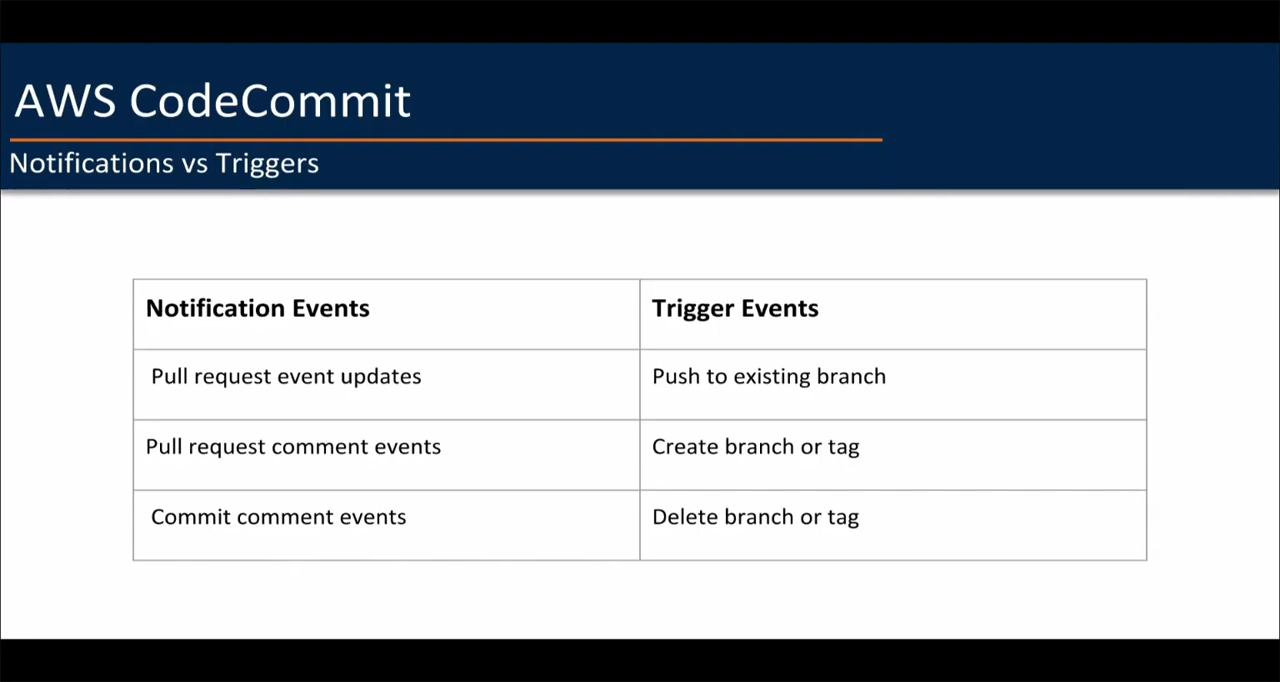 AWS CodeCommit
Notifications vs Triggers
Notification Events
Trigger Events
Pull request event updates
Push to existing branch
Pull request comment events
Create branch or tag
Commit comment events
Delete branch or tag